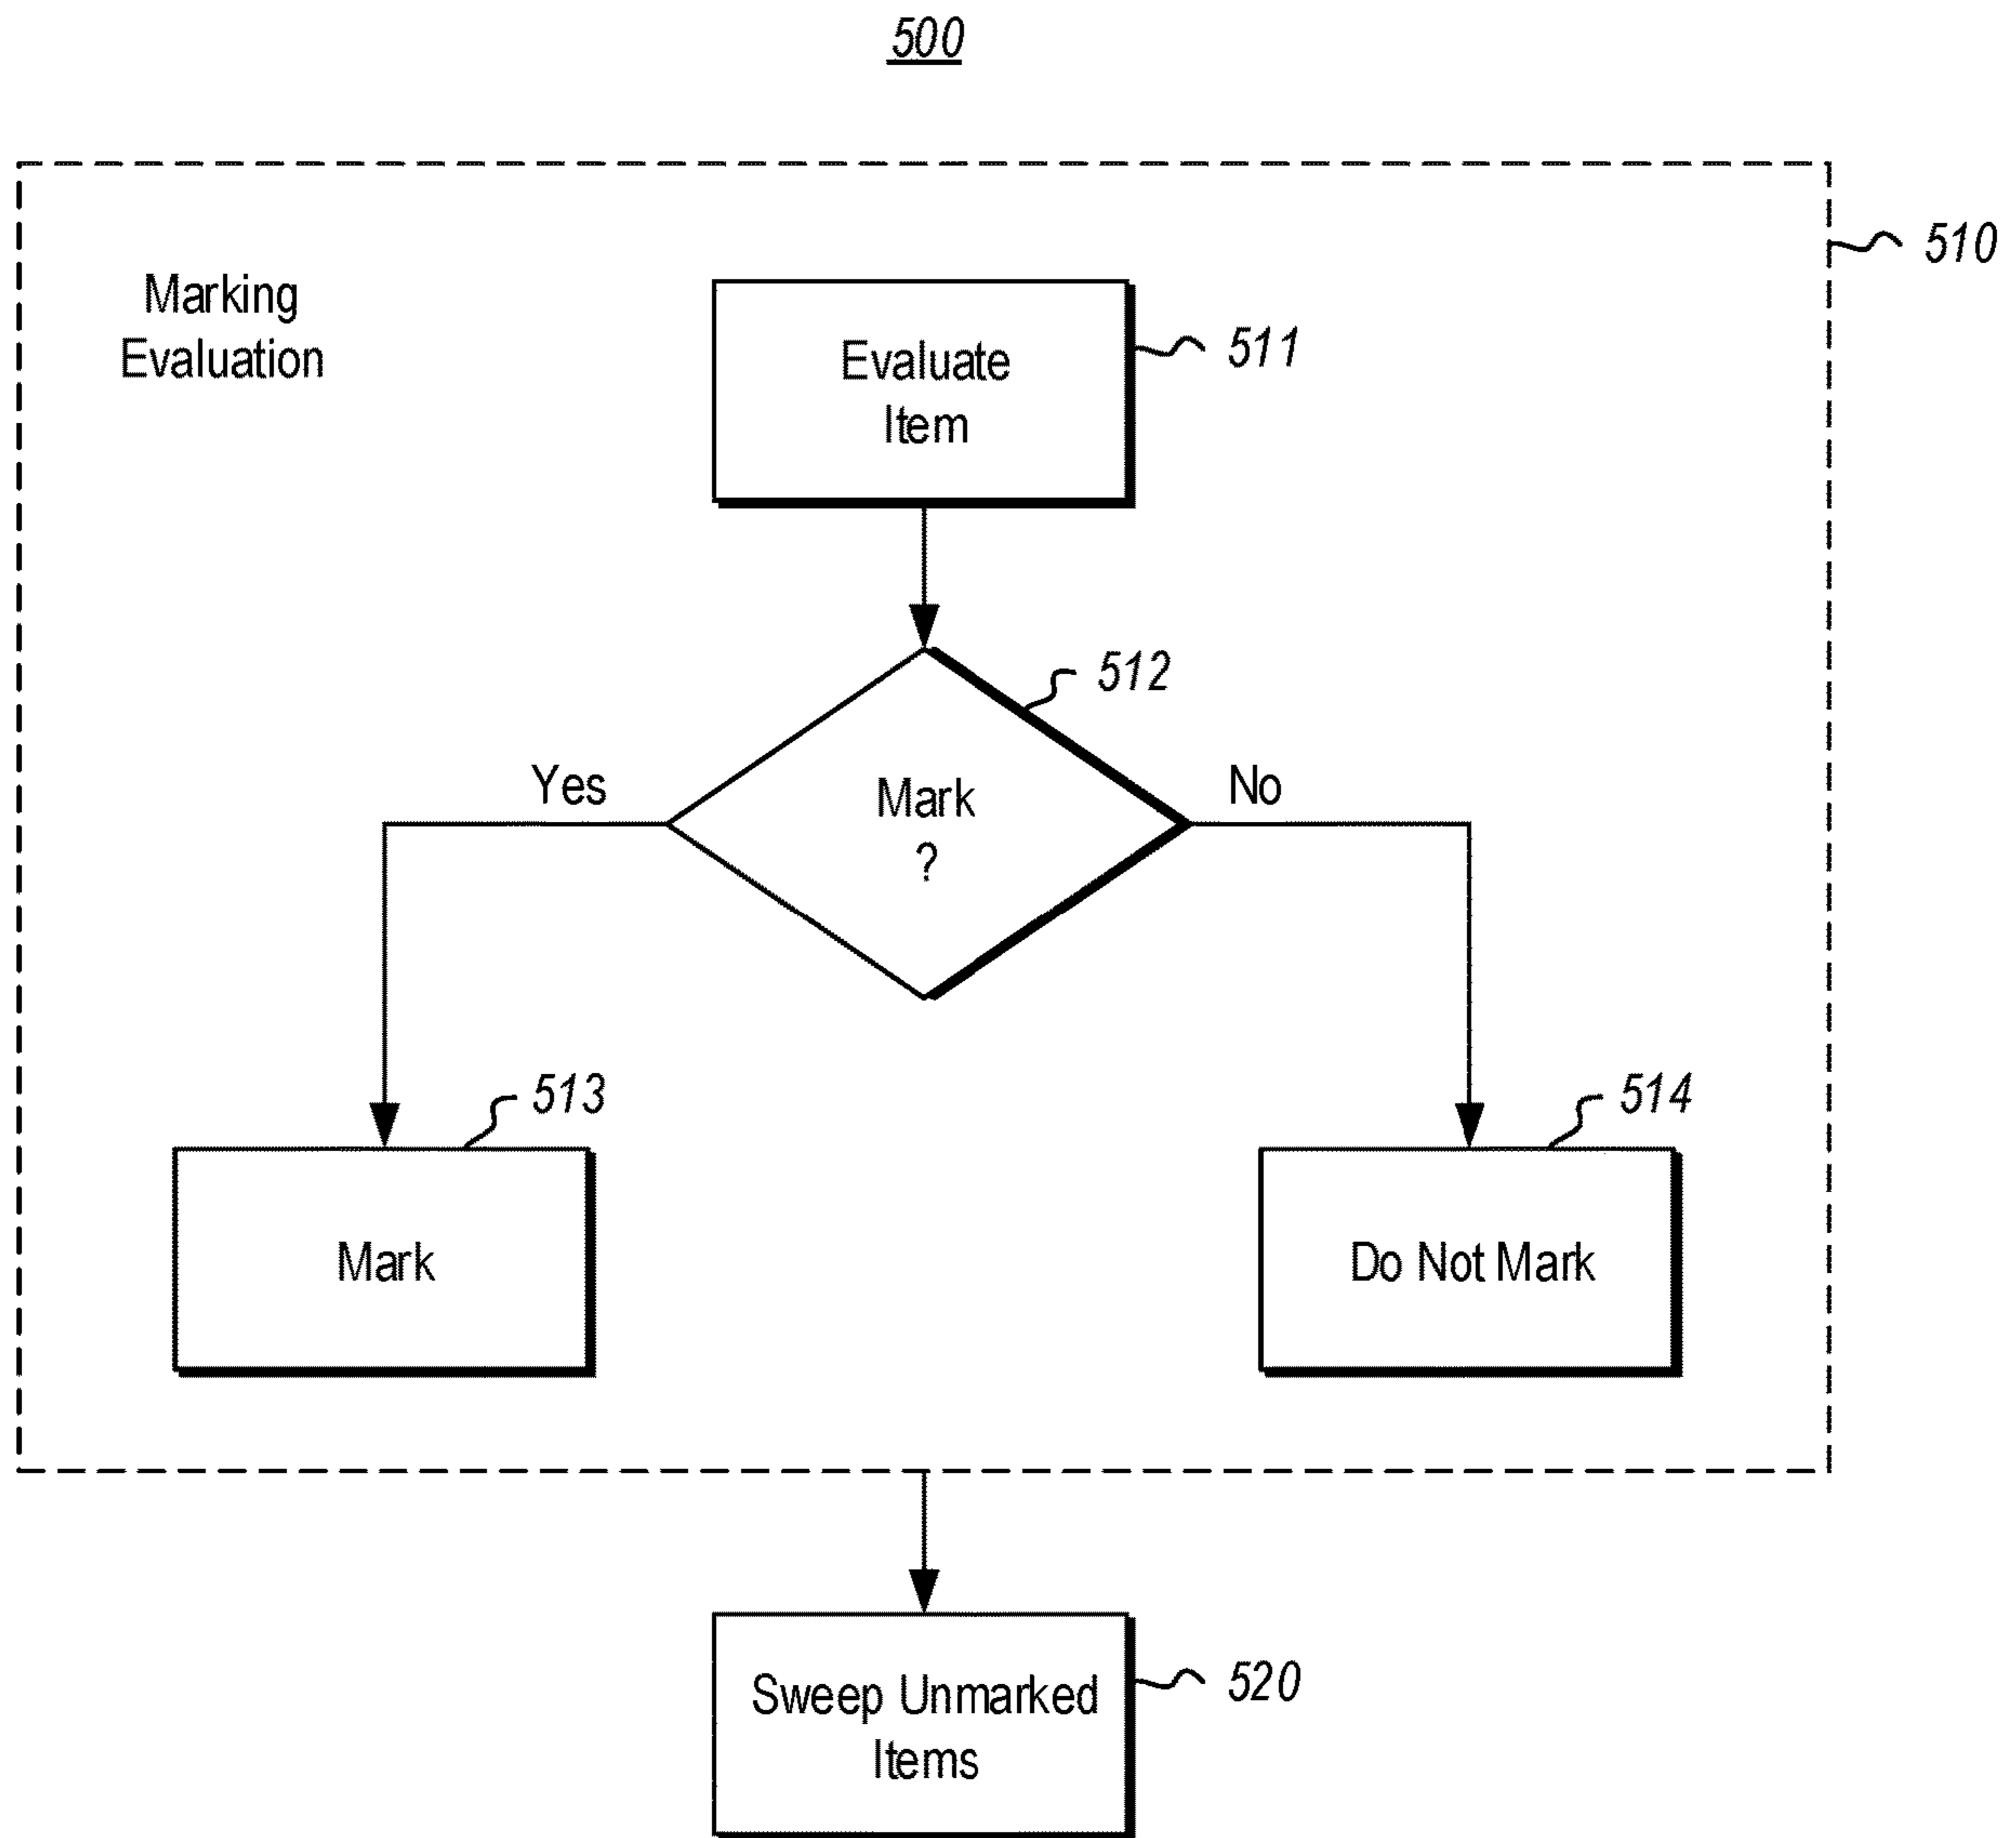 500
510
Marking
Evaluation
511
Evaluate
Item
512
Yes
No
Mark
?
513
514
Mark
Do Not Mark
520
Sweep Unmarked
Items